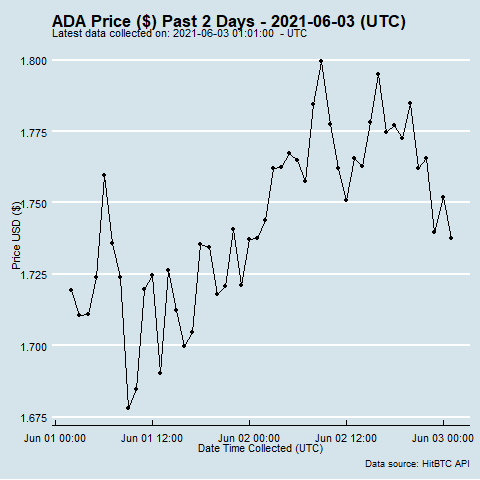 ADA Price ($) Past 2 Days - 2021-06-03 (UTC)
Latest data collected on: 2021-06-03 01:01:00  - UTC
Price USD ($)
1.800
1.775
1.750
1.725
1.700
1.675
Jun 01 00:00 Jun 01 12:00 Jun 02 00:00 Jun 02 12:00 Jun 03 00:00
Date Time Collected (UTC)
Data source: HitBTC API